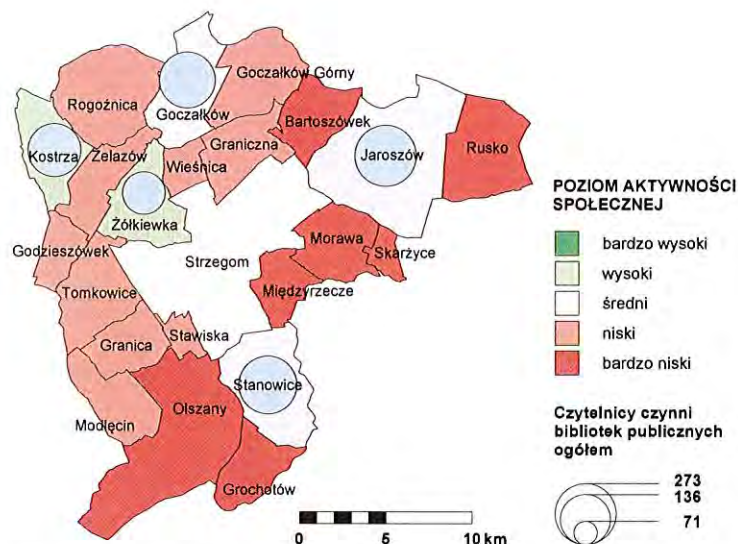 Goczałków Górny
Rogoźnica
Goczałków
Bartoszówek
Graniczna
Rusko
Kostrza
Żelazów
Wieśnica
Jaroszów
Żółkiewka
Morawa
Godzieszówek
Strzegom
Skarżyce
Tomkowice
Międzyrzecze
Stawiska
Granica
Stanowice
Olszany
Modlęcin
Grochotów
POZIOM AKTYWNOŚCI
SPOŁECZNEJ
bardzo wysoki
wysoki
średni
niski
bardzo niski
Czytelnicy czynni
bibliotek publicznych
ogółem
273
136
71
0 5 10 km